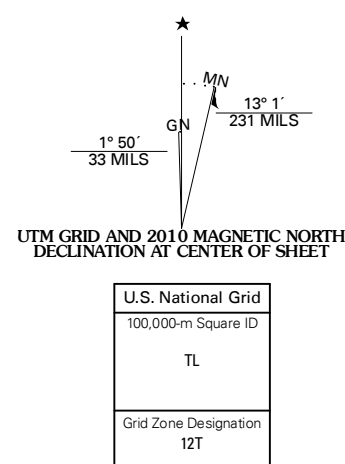 ★
MN
GN
13° 1´
231 MILS
1° 50´
33 MILS
UTM GRID AND 2010 MAGNETIC NORTH
DECLINATION AT CENTER OF SHEET
U.S. National Grid
100,000-m Square ID
TL
Grid Zone Designation
12T